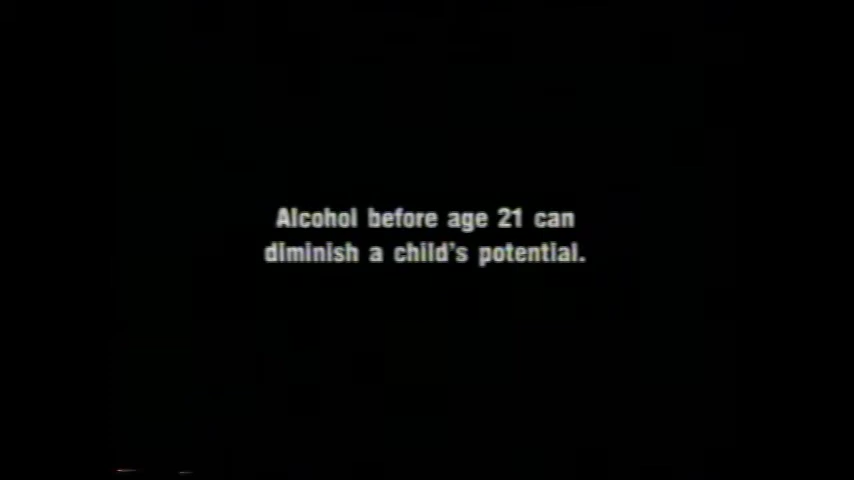 Alcohol before age 21 can
diminish a child's potential.